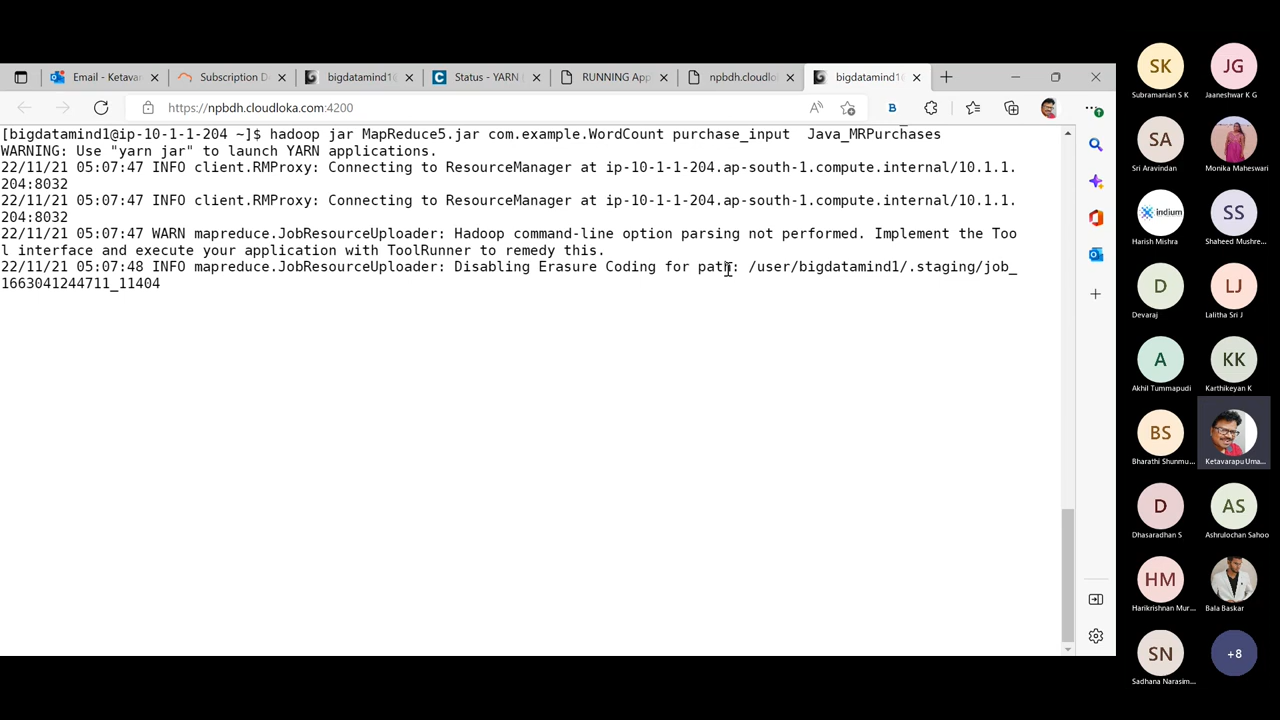 Email - Ketava
Subscription D
bigdatamind1@
Status - YARN
RUNNING App
npbdh.cloudlo
bigdatamind1@
https://npbdh.cloudloka.com:4200
[bigdatamind1@ip-10-1-1-204 ~]$ hadoop jar MapReduce5.jar com.example.WordCount purchase_input  Java_MRPurchases
WARNING: Use "yarn jar" to launch YARN applications.
22/11/21 05:07:47 INFO client.RMProxy: Connecting to ResourceManager at ip-10-1-1-204.ap-south-1.compute.internal/10.1.1.
204:8032
22/11/21 05:07:47 INFO client.RMProxy: Connecting to ResourceManager at ip-10-1-1-204.ap-south-1.compute.internal/10.1.1.
204:8032
22/11/21 05:07:47 WARN mapreduce.JobResourceUploader: Hadoop command-line option parsing not performed. Implement the Too
l interface and execute your application with ToolRunner to remedy this.
22/11/21 05:07:48 INFO mapreduce.JobResourceUploader: Disabling Erasure Coding for path: /user/bigdatamind1/.staging/job_
1663041244711_11404
SK
Subramanian S K
JG
Jaaneshwar K G
SA
Sri Aravindan
Monika Maheswari
indium
Harish Mishra
SS
Shaheed Mushre...
D
Devaraj
LJ
Lalitha Sri J
A
Akhil Tummapudi
KK
Karthikeyan K
BS
Bharathi Shunmu...
Ketavarapu Uma...
D
Dhasaradhan S
AS
Ashrulochan Sahoo
HM
Harikrishnan Mur...
Bala Baskar
SN
Sadhana Narasim...
+8